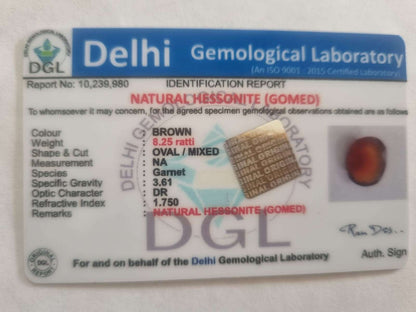 DGL
Delhi Gemological Laboratory
(An ISO 9001 : 2015 Certified Laboratory)
Report No: 10,239,980 IDENTIFICATION REPORT
NATURAL HESSONITE (GOMED)
To whomsoever it may concern, for the agreed specimen gemological observations obtained are as follows-
Colour : BROWN
Weight : 8.25 ratti
Shape & Cut : OVAL / MIXED
Measurement : NA
Species : Garnet
Specific Gravity : 3.61
Optic Character : DR
Refractive Index : 1.750
Remarks : NATURAL HESSONITE (GOMED)
DGL
ORIGINAL
DGL
REPORT
For and on behalf of the Delhi Gemological Laboratory
Auth. Sign